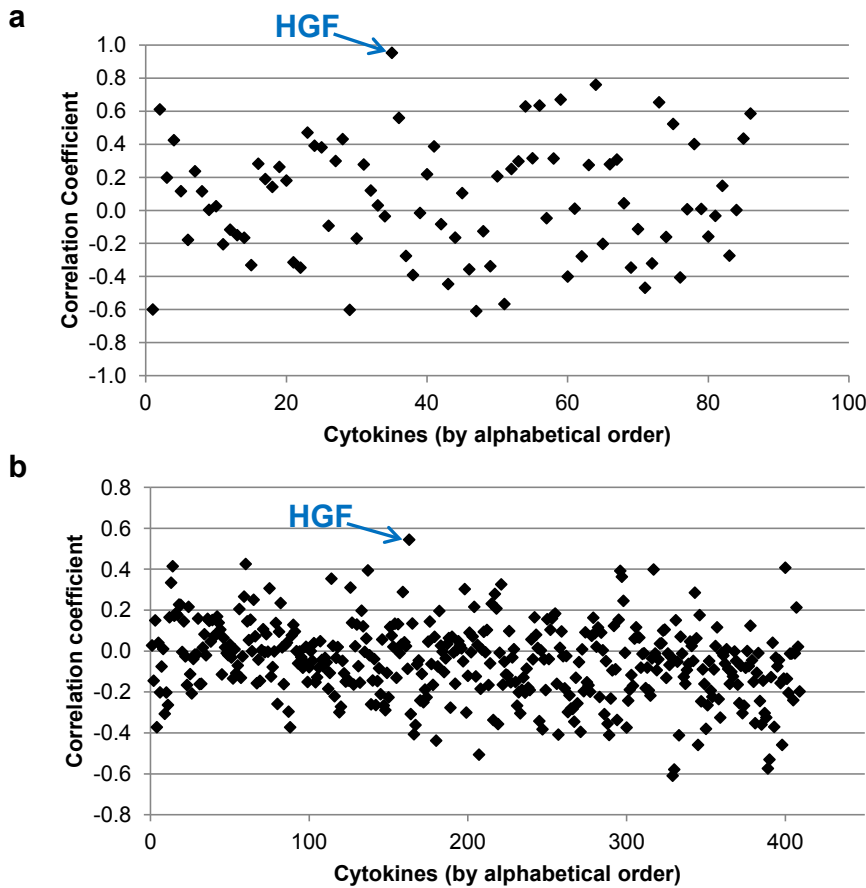 a
HGF
1.0
0.8
0.6
0.4
0.2
0.0
-0.2
-0.4
-0.6
-0.8
-1.0
Correlation Coefficient
0 20 40 60 80 100
Cytokines (by alphabetical order)
b
HGF
0.8
0.6
0.4
0.2
0.0
-0.2
-0.4
-0.6
-0.8
Correlation coefficient
0 100 200 300 400
Cytokines (by alphabetical order)